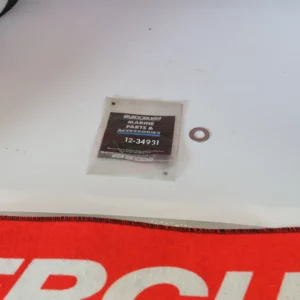 MARINE
PARTS &
ACCESSORIES
12-34931
ERCU